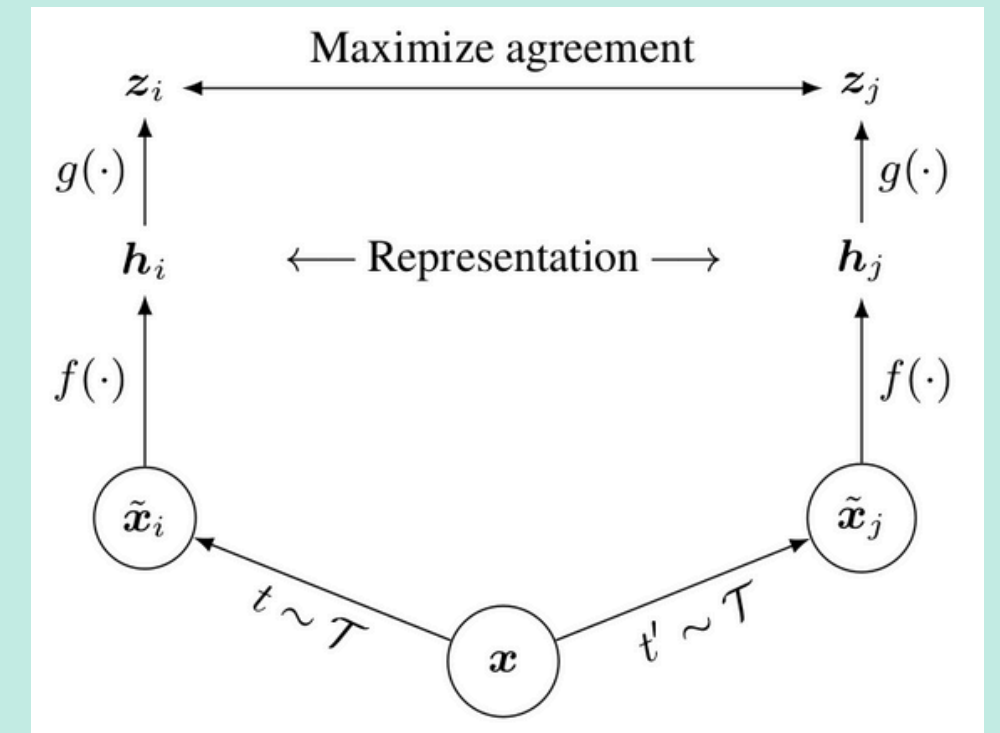 Maximize agreement
z_i z_j
g(·) g(·)
h_i ← Representation → h_j
f(·) f(·)
x̃_i x̃_j
t ~ 𝒯 t′ ~ 𝒯
x